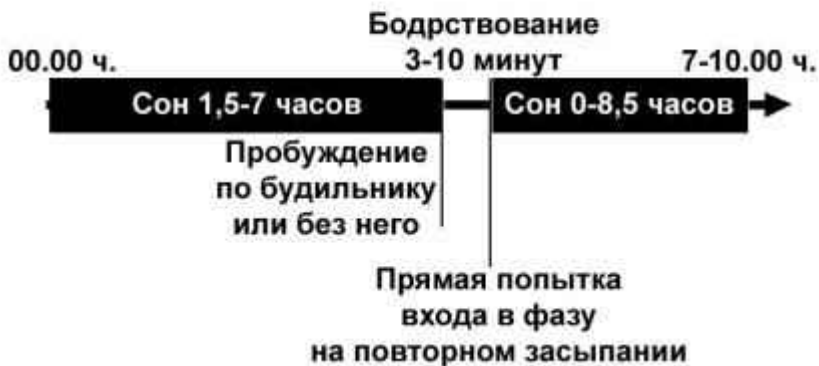 Бодрствование
00.00 ч. 3-10 минут 7-10.00 ч.
Сон 1,5-7 часов Сон 0-8,5 часов
Пробуждение
по будильнику
или без него
Прямая попытка
входа в фазу
на повторном засыпании